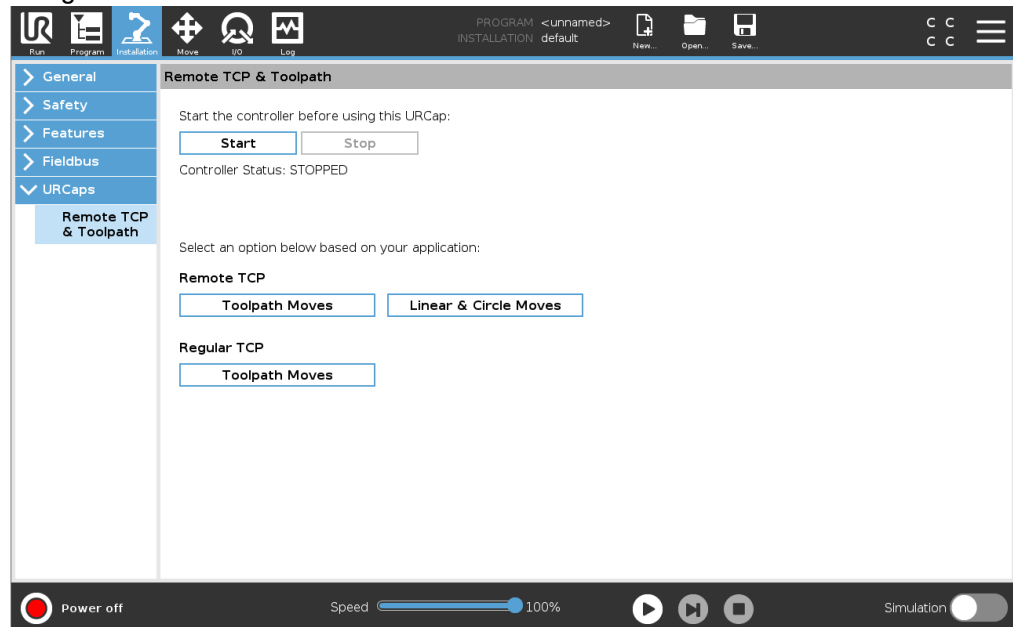 PROGRAM <unnamed>
INSTALLATION default
UR
Run Program Installation Move I/O Log New... Open... Save...
C C
C C
General
Safety
Features
Fieldbus
URCaps
Remote TCP
& Toolpath
Remote TCP & Toolpath
Start the controller before using this URCap:
Start Stop
Controller Status: STOPPED
Select an option below based on your application:
Remote TCP
Toolpath Moves Linear & Circle Moves
Regular TCP
Toolpath Moves
Power off Speed 100% Simulation